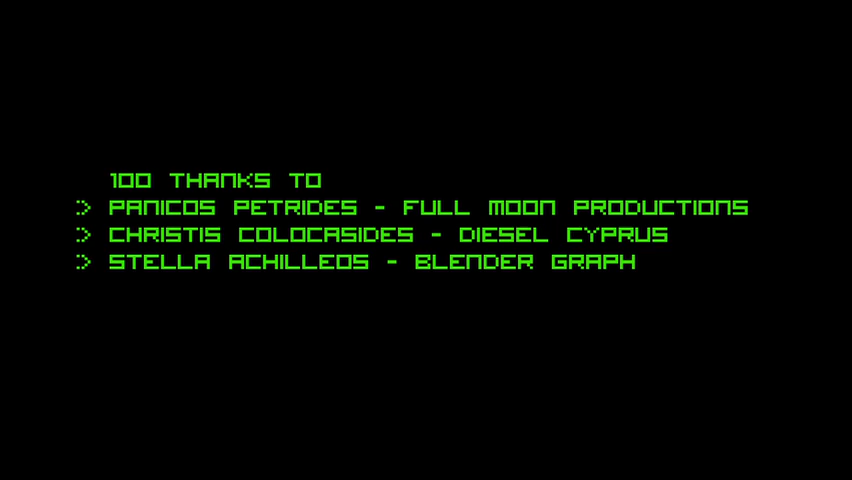 100 THANKS TO
> PANICOS PETRIDES - FULL MOON PRODUCTIONS
> CHRISTIS COLOCASIDES - DIESEL CYPRUS
> STELLA ACHILLEOS - BLENDER GRAPH